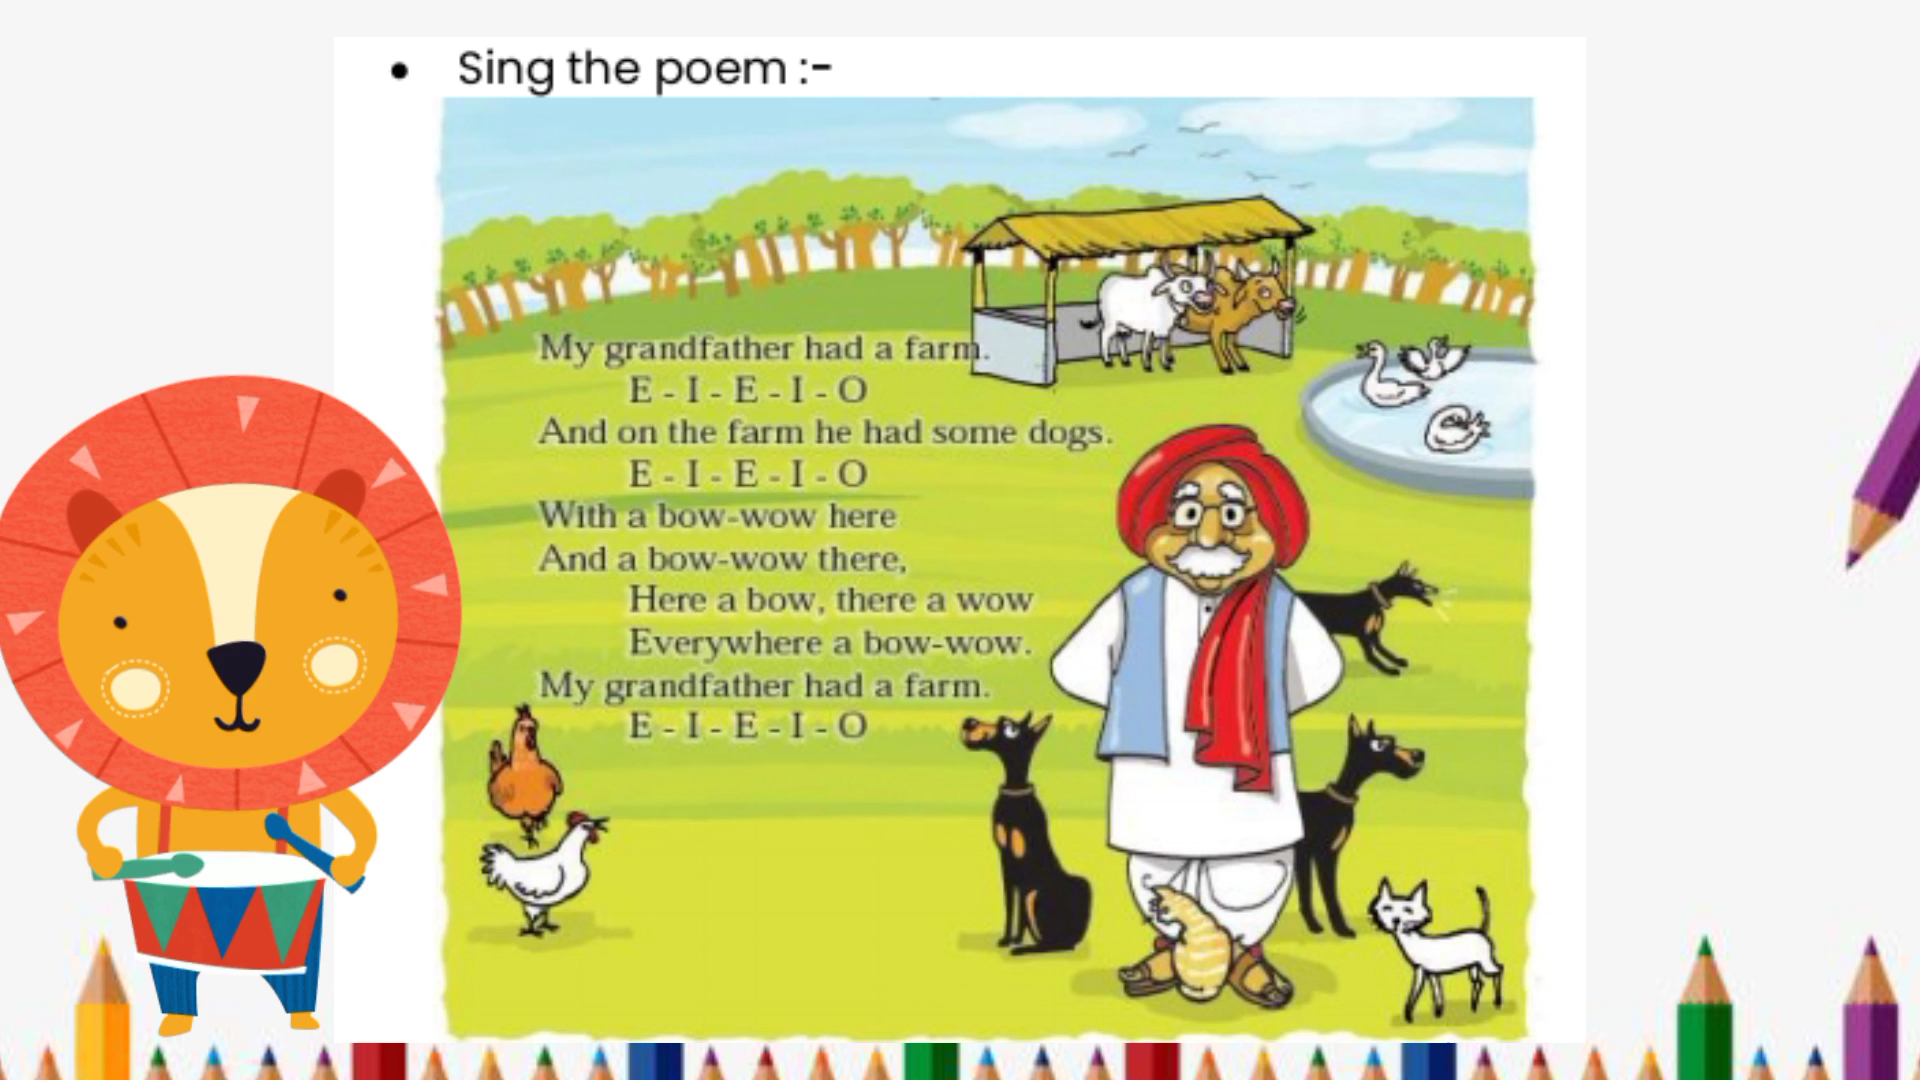 • Sing the poem :-
My grandfather had a farm.
E - I - E - I - O
And on the farm he had some dogs.
E - I - E - I - O
With a bow-wow here
And a bow-wow there,
Here a bow, there a wow
Everywhere a bow-wow.
My grandfather had a farm.
E - I - E - I - O